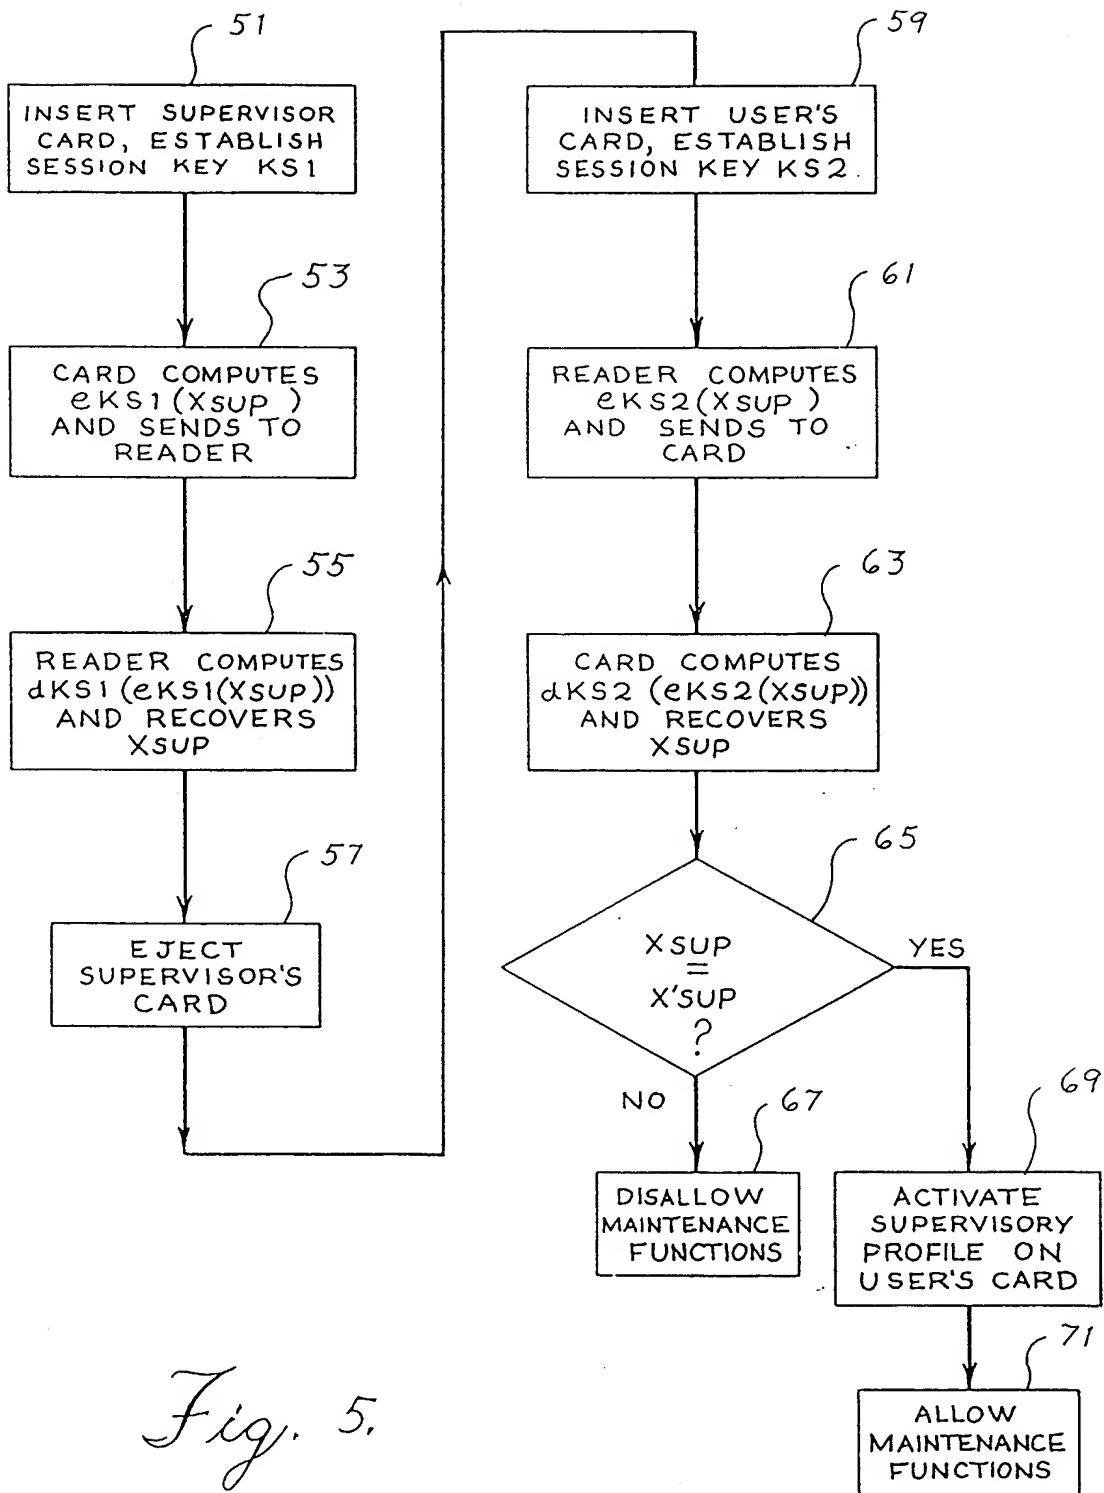 51
INSERT SUPERVISOR
CARD, ESTABLISH
SESSION KEY KS1
53
CARD COMPUTES
eKS1(XSUP )
AND SENDS TO
READER
55
READER COMPUTES
dKS1(eKS1(XSUP))
AND RECOVERS
XSUP
57
EJECT
SUPERVISOR'S
CARD
59
INSERT USER'S
CARD, ESTABLISH
SESSION KEY KS2.
61
READER COMPUTES
eKS2(XSUP )
AND SENDS TO
CARD
63
CARD COMPUTES
dKS2 (eKS2(XSUP))
AND RECOVERS
XSUP
65
XSUP
=
X'SUP
?
YES
NO
67
DISALLOW
MAINTENANCE
FUNCTIONS
69
ACTIVATE
SUPERVISORY
PROFILE ON
USER'S CARD
71
ALLOW
MAINTENANCE
FUNCTIONS
Fig. 5.